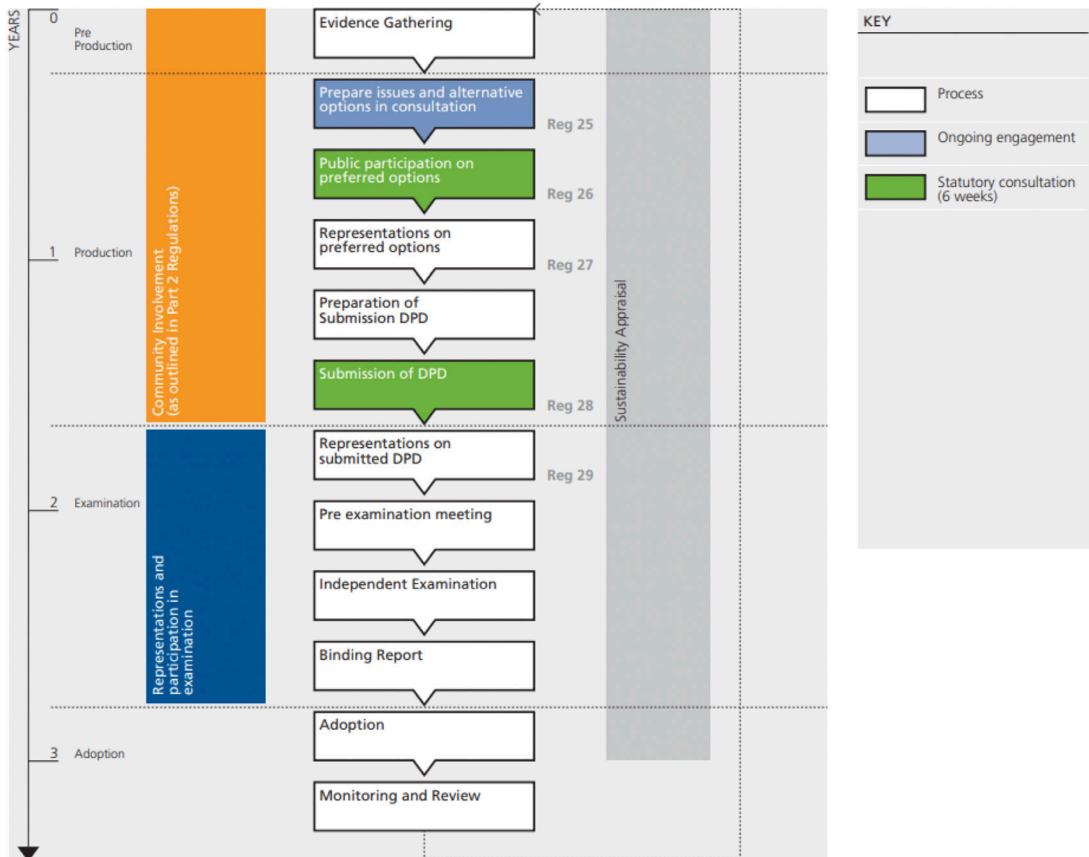 YEARS
0
Pre
Production
1
Production
2
Examination
3
Adoption
Community Involvement
(as outlined in Part 2 Regulations)
Representations and
participation in
examination
Evidence Gathering
Prepare issues and alternative
options in consultation
Reg 25
Public participation on
preferred options
Reg 26
Representations on
preferred options
Reg 27
Preparation of
Submission DPD
Submission of DPD
Reg 28
Representations on
submitted DPD
Reg 29
Pre examination meeting
Independent Examination
Binding Report
Adoption
Monitoring and Review
Sustainability Appraisal
KEY
Process
Ongoing engagement
Statutory consultation
(6 weeks)